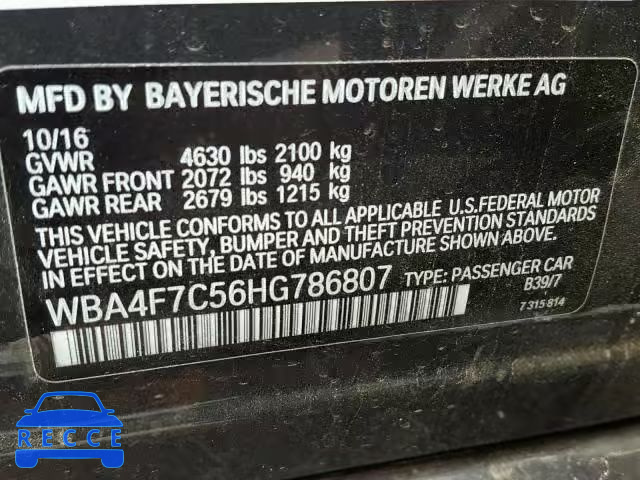 MFD BY BAYERISCHE MOTOREN WERKE AG
10/16
GVWR 4630 lbs 2100 kg
GAWR FRONT 2072 lbs 940 kg
GAWR REAR 2679 lbs 1215 kg
THIS VEHICLE CONFORMS TO ALL APPLICABLE U.S.FEDERAL MOTOR
VEHICLE SAFETY, BUMPER AND THEFT PREVENTION STANDARDS
IN EFFECT ON THE DATE OF MANUFACTURE SHOWN ABOVE.
WBA4F7C56HG786807 TYPE: PASSENGER CAR
B39/7
7 315 814
RECCE